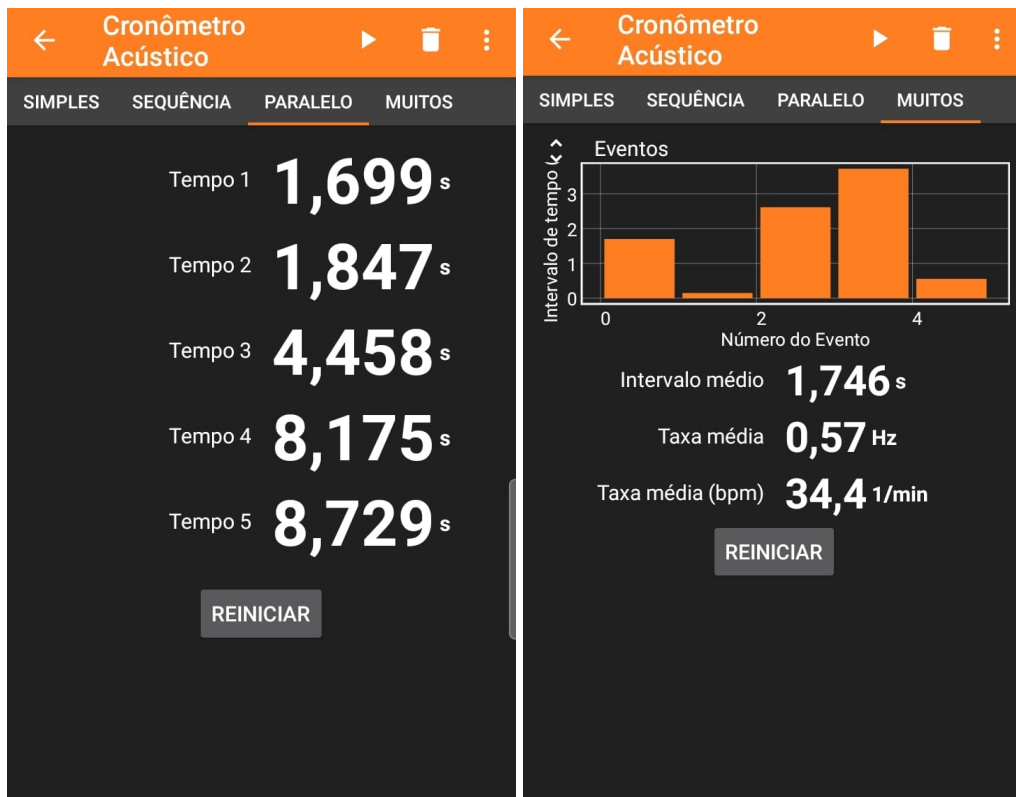 Cronômetro
Acústico
SIMPLES SEQUÊNCIA PARALELO MUITOS
Tempo 1 1,699 s
Tempo 2 1,847 s
Tempo 3 4,458 s
Tempo 4 8,175 s
Tempo 5 8,729 s
REINICIAR
Cronômetro
Acústico
SIMPLES SEQUÊNCIA PARALELO MUITOS
Eventos
Intervalo de tempo (
3
2
1
0
0 2 4
Número do Evento
Intervalo médio 1,746 s
Taxa média 0,57 Hz
Taxa média (bpm) 34,4 1/min
REINICIAR